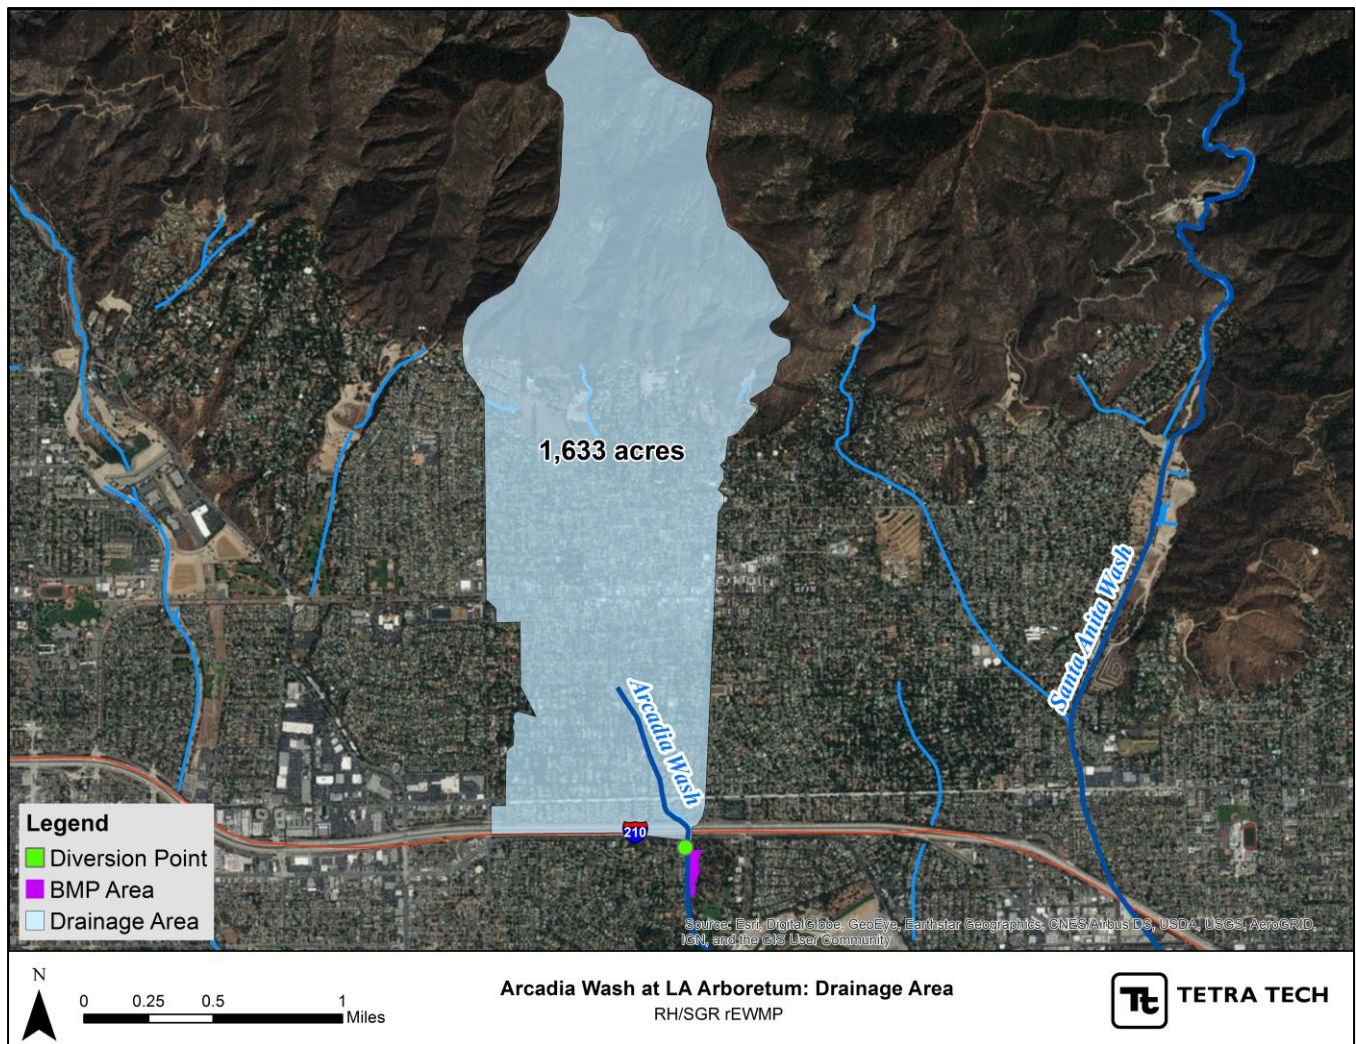 1,633 acres
Santa Anita Wash
Arcadia Wash
210
Legend
Diversion Point
BMP Area
Drainage Area
Source: Esri, DigitalGlobe, GeoEye, Earthstar Geographics, CNES/Airbus DS, USDA, USGS, AeroGRID,
IGN, and the GIS User Community
N
0 0.25 0.5 1
Miles
Arcadia Wash at LA Arboretum: Drainage Area
RH/SGR rEWMP
Tt TETRA TECH